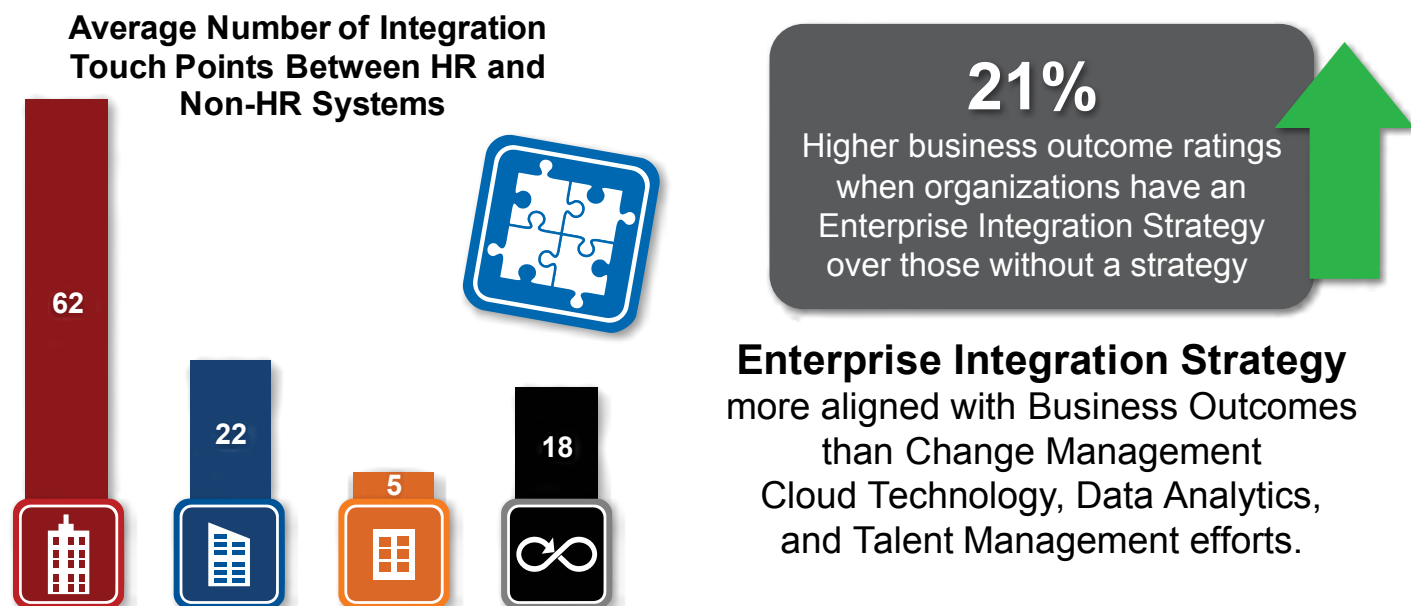 Average Number of Integration
Touch Points Between HR and
Non-HR Systems
62
22
5
18
21%
Higher business outcome ratings
when organizations have an
Enterprise Integration Strategy
over those without a strategy
Enterprise Integration Strategy
more aligned with Business Outcomes
than Change Management
Cloud Technology, Data Analytics,
and Talent Management efforts.